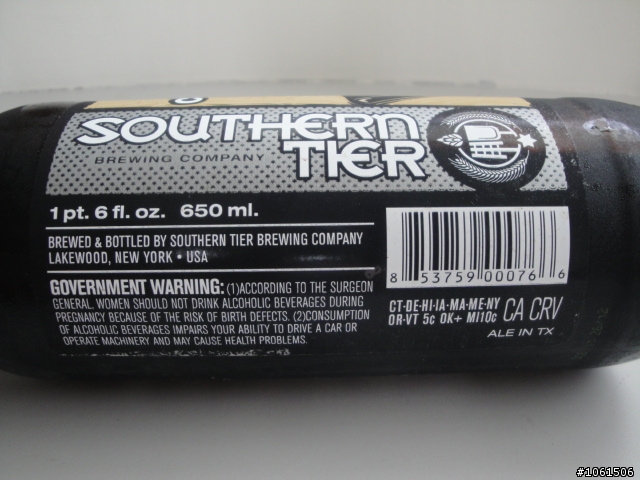 SOUTHERN
BREWING COMPANY TIER
1 pt. 6 fl. oz. 650 ml.
BREWED & BOTTLED BY SOUTHERN TIER BREWING COMPANY
LAKEWOOD, NEW YORK • USA
GOVERNMENT WARNING: (1)ACCORDING TO THE SURGEON
GENERAL. WOMEN SHOULD NOT DRINK ALCOHOLIC BEVERAGES DURING
PREGNANCY BECAUSE OF THE RISK OF BIRTH DEFECTS. (2)CONSUMPTION
OF ALCOHOLIC BEVERAGES IMPAIRS YOUR ABILITY TO DRIVE A CAR OR
OPERATE MACHINERY AND MAY CAUSE HEALTH PROBLEMS.
8 53759 00076 6
CT-DE-HI-IA-MA-ME-NY
OR-VT 5c OK+ MI10c CA CRV
ALE IN TX
#1061506